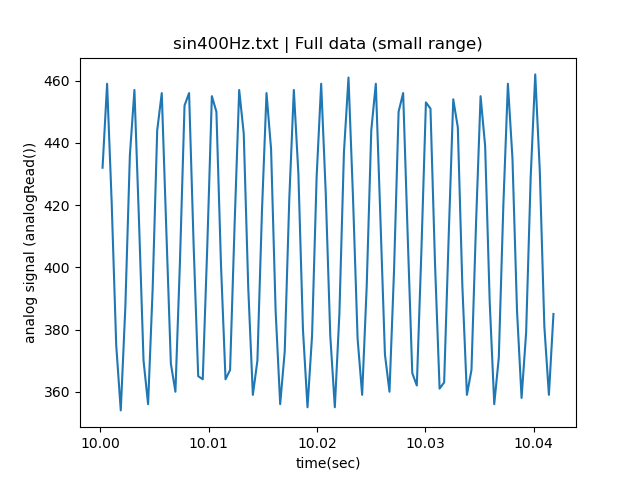 sin400Hz.txt | Full data (small range)
analog signal (analogRead())
460
440
420
400
380
360
10.00 10.01 10.02 10.03 10.04
time(sec)